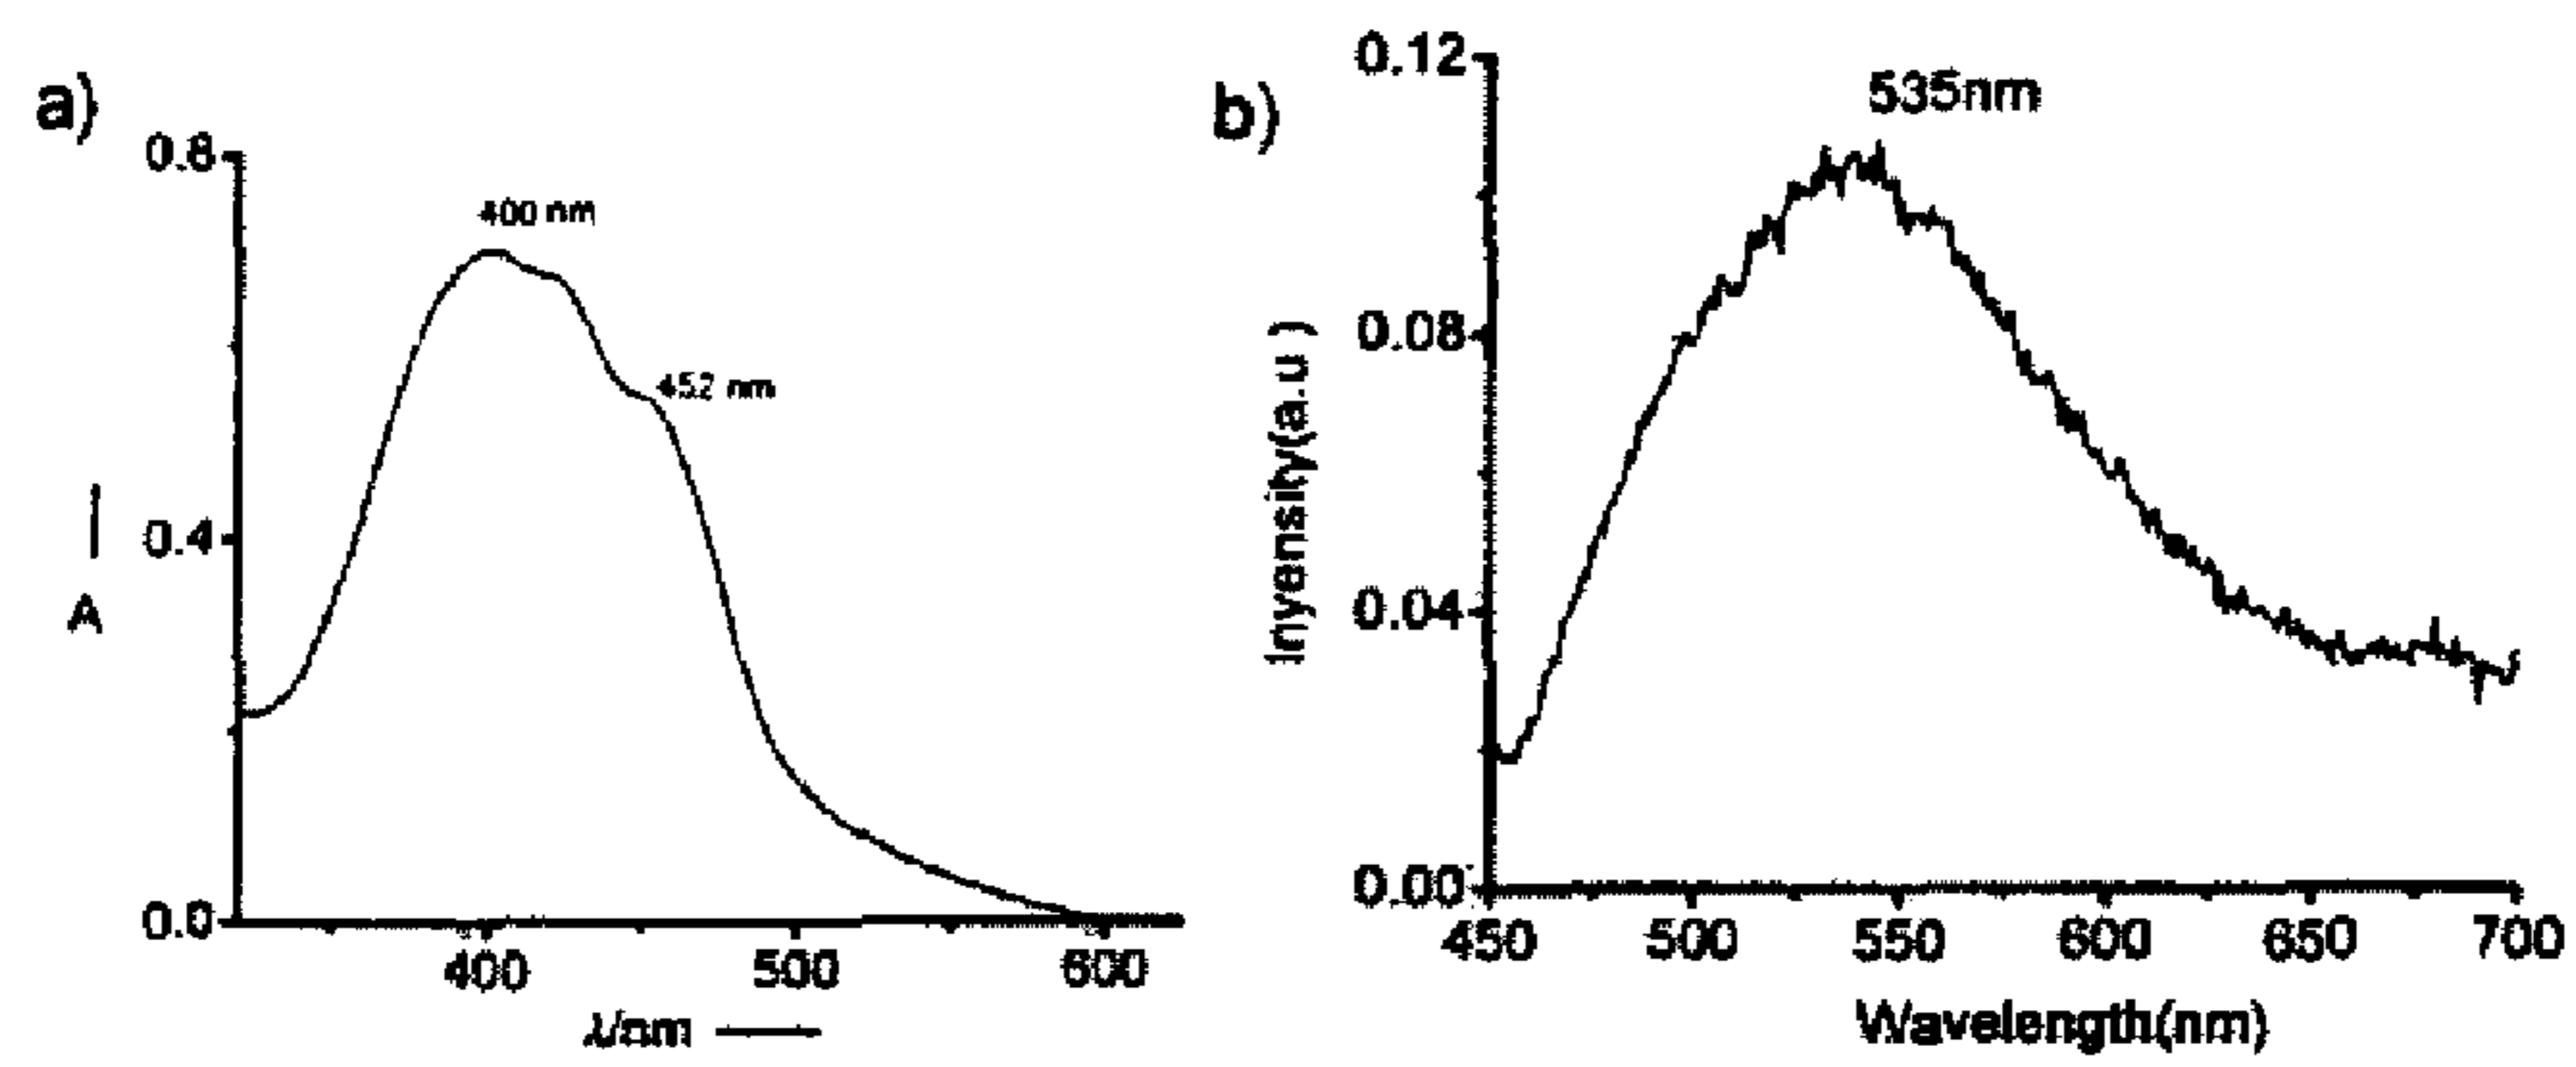 a)
0.8
400 nm
452 nm
0.4
A
0.0
400 500 600
λ/nm
b)
0.12
535nm
0.08
Inyensity(a.u)
0.04
0.00
450 500 550 600 650 700
Wavelength(nm)